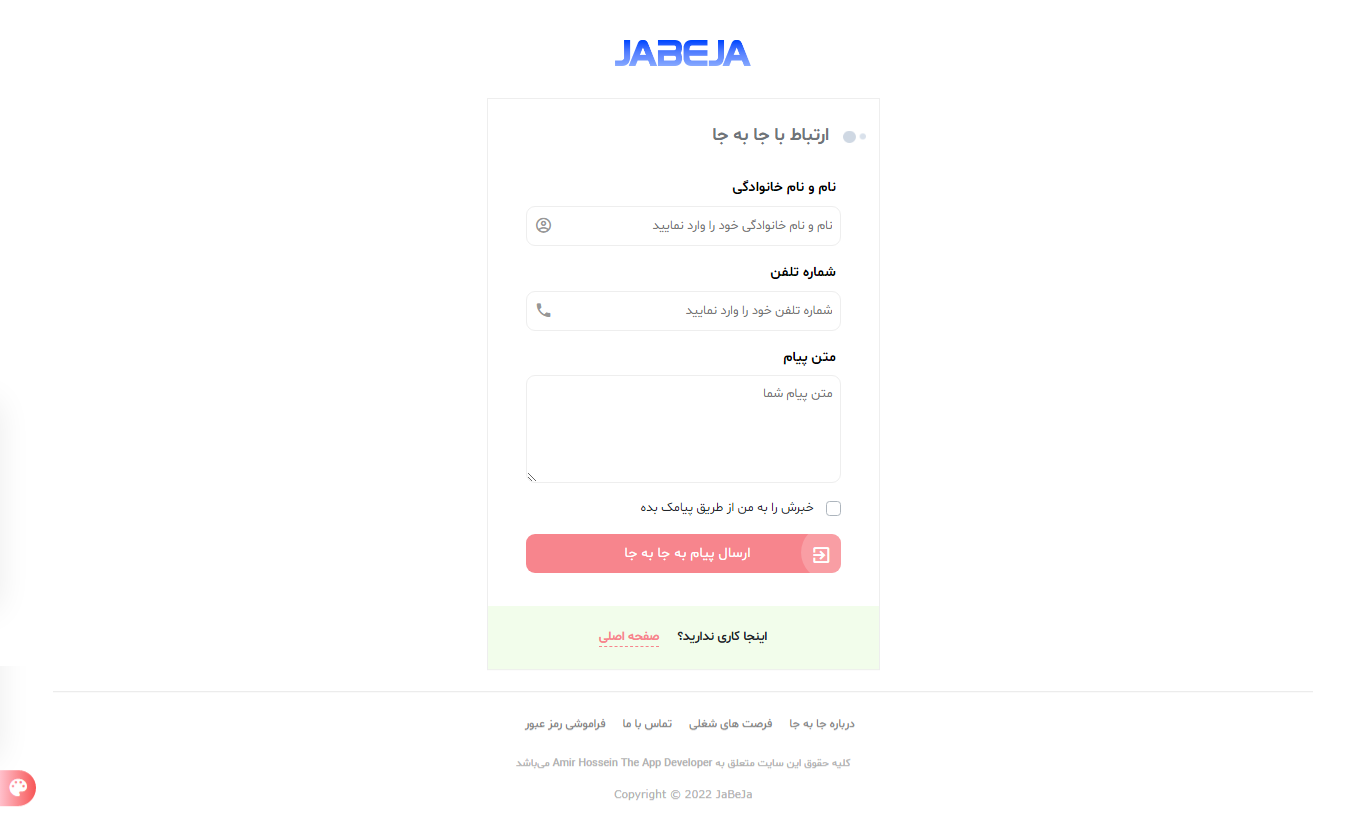 JABEJA
ارتباط با جا به جا
نام و نام خانوادگی
نام و نام خانوادگی خود را وارد نمایید
شماره تلفن
شماره تلفن خود را وارد نمایید
متن پیام
متن پیام شما
خبرش را به من از طریق پیامک بده
ارسال پیام به جا به جا
اینجا کاری ندارید؟ صفحه اصلی
درباره جا به جا فرصت های شغلی تماس با ما فراموشی رمز عبور
کلیه حقوق این سایت متعلق به Amir Hossein The App Developer می‌باشد
Copyright © 2022 JaBeJa